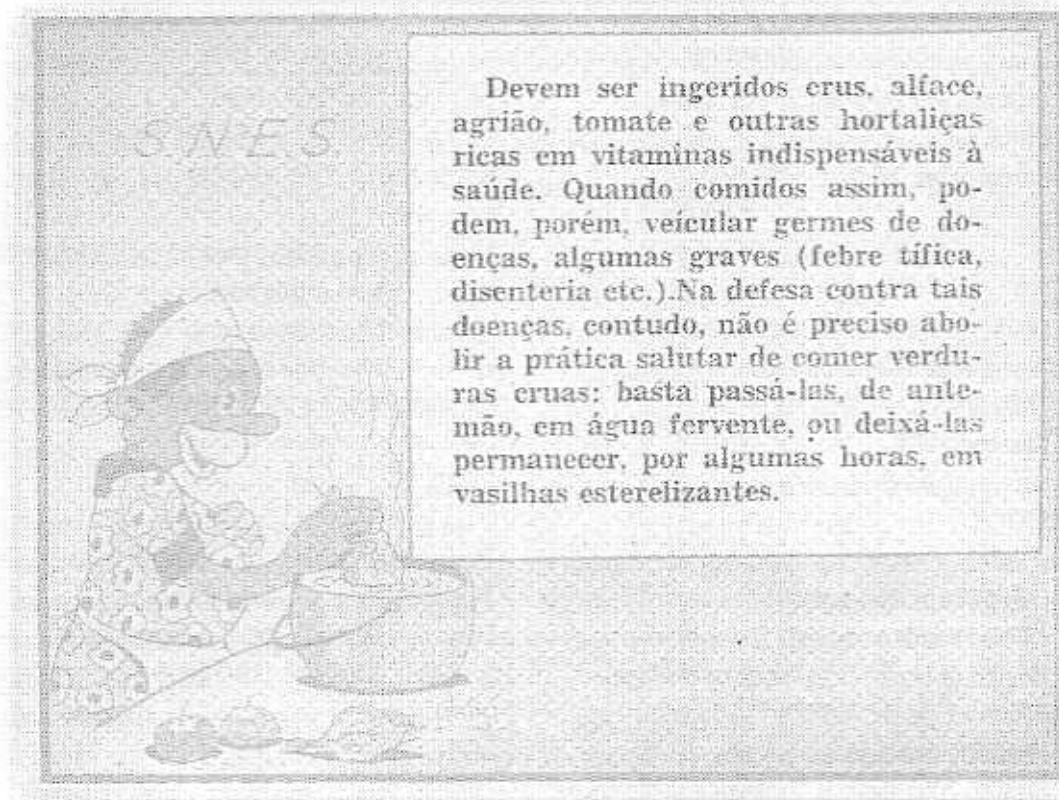 S.N.E.S.
Devem ser ingeridos crus, alface,
agrião, tomate e outras hortaliças
ricas em vitaminas indispensáveis à
saúde. Quando comidos assim, po-
dem, porém, veícular germes de do-
enças, algumas graves (febre tífica,
disenteria etc.).Na defesa contra tais
doenças, contudo, não é preciso abo-
lir a prática salutar de comer verdu-
ras cruas: basta passá-las, de ante-
mão, em água fervente, ou deixá-las
permanecer, por algumas horas, em
vasilhas esterelizantes.